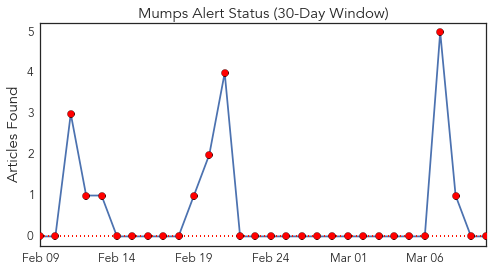 Mumps Alert Status (30-Day Window)
Articles Found
5
4
3
2
1
0
Feb 09 Feb 14 Feb 19 Feb 24 Mar 01 Mar 06